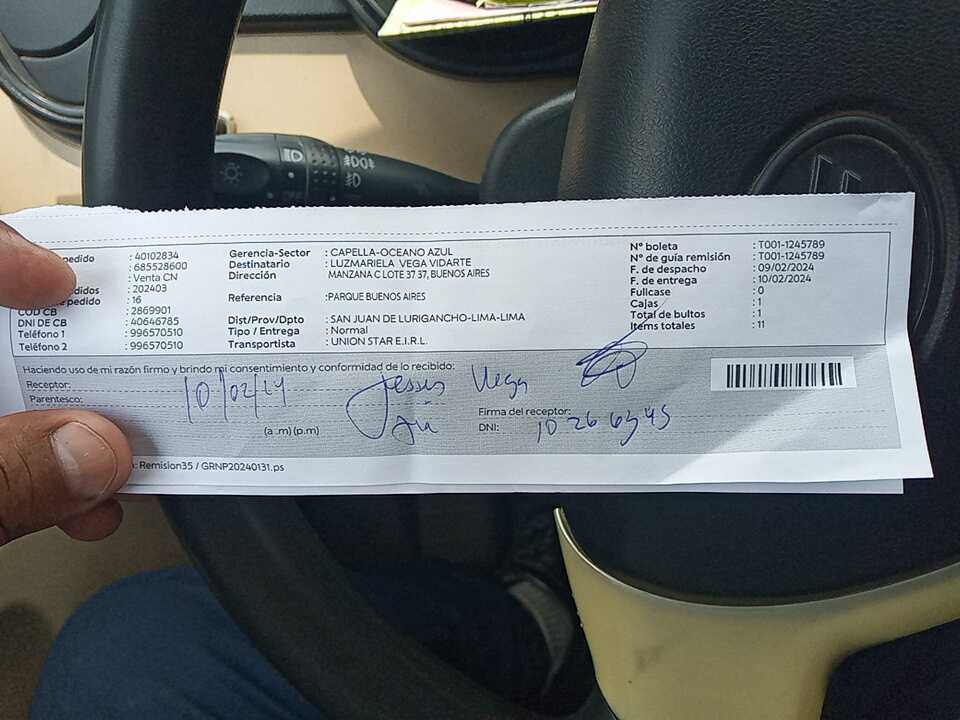 pedido : 40102834
: 685528600
: Venta CN
pedidos : 202403
e pedido : 16
COD CB : 2869901
DNI DE CB : 40646785
Teléfono 1 : 996570510
Teléfono 2 : 996570510
Gerencia-Sector : CAPELLA-OCEANO AZUL
Destinatario : LUZMARIELA VEGA VIDARTE
Dirección MANZANA C LOTE 37 37, BUENOS AIRES
Referencia :PARQUE BUENOS AIRES
Dist/Prov/Dpto : SAN JUAN DE LURIGANCHO-LIMA-LIMA
Tipo / Entrega : Normal
Transportista : UNION STAR E.I.R.L.
N° boleta : T001-1245789
N° de guía remisión : T001-1245789
F. de despacho : 09/02/2024
F. de entrega : 10/02/2024
Fullcase : 0
Cajas : 1
Total de bultos : 1
Items totales : 11
Haciendo uso de mi razón firmo y brindo mi consentimiento y conformidad de lo recibido:
Receptor: Jesus Vega
Parentesco: 10/02/24
Firma del receptor:
(a .m) (p.m) DNI: 10266345
: Remision35 / GRNP20240131.ps